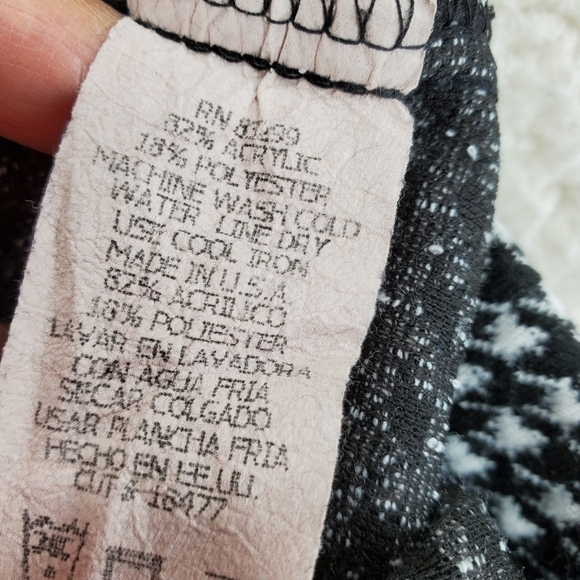 RN
82% ACRYLIC
18% POLYESTER
MACHINE WASH COLD
WATER LINE DRY
USE COOL IRON
MADE IN U.S.A
82% ACRILICO
18% POLIESTER
LAVAR EN LAVADORA
CON AGUA FRIA
SECAR COLGADO
USAR PLANCHA FRIA
HECHO EN EE.UU.
CUT # 16477